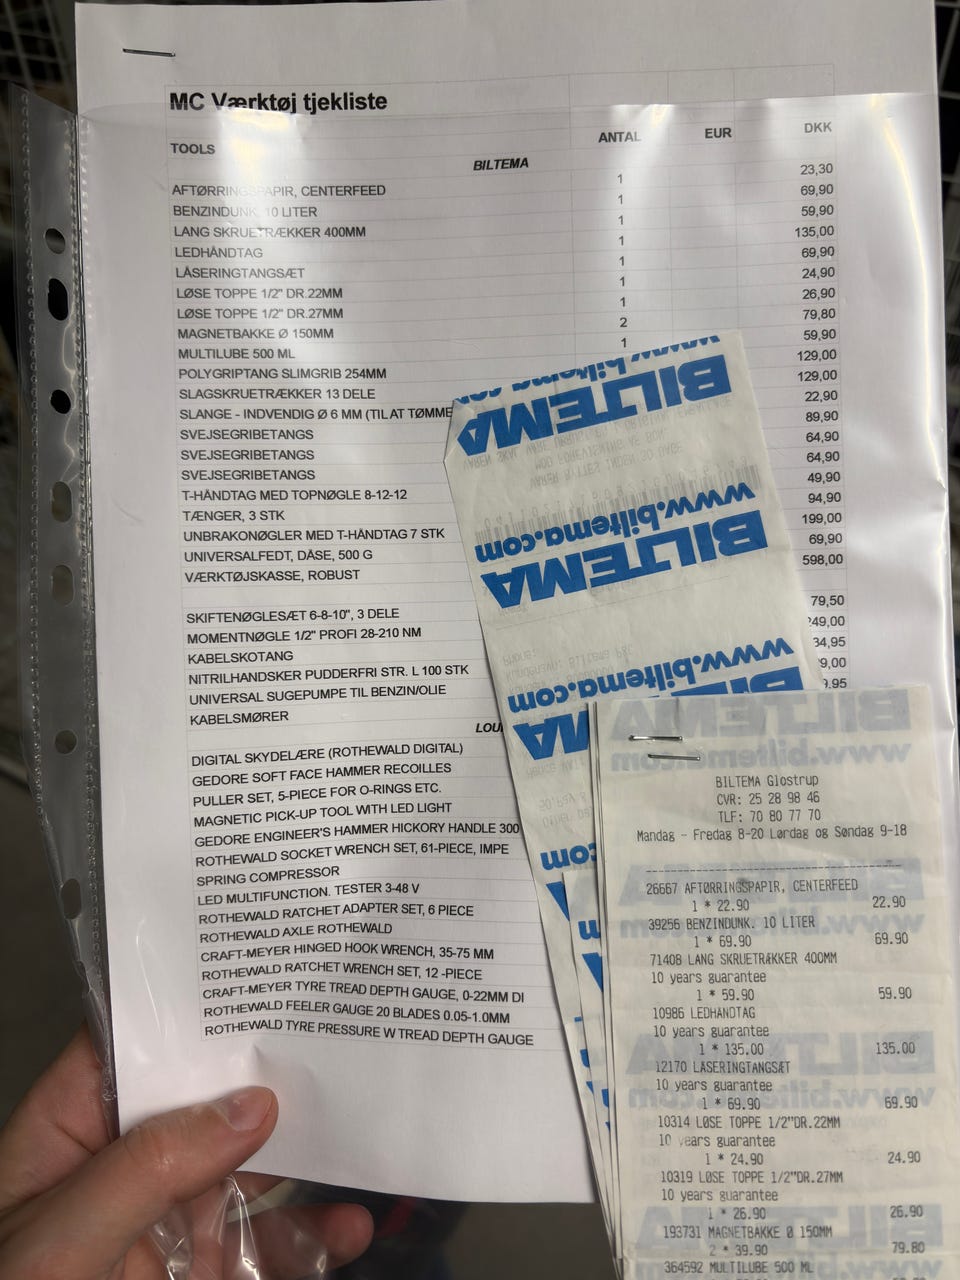 MC Værktøj tjekliste
TOOLS ANTAL EUR DKK
BILTEMA
AFTØRRINGSPAPIR, CENTERFEED 1 23,30
BENZINDUNK, 10 LITER 1 69,90
LANG SKRUETRÆKKER 400MM 1 59,90
LEDHÅNDTAG 1 135,00
LÅSERINGTANGSÆT 1 69,90
LØSE TOPPE 1/2" DR.22MM 1 24,90
LØSE TOPPE 1/2" DR.27MM 1 26,90
MAGNETBAKKE Ø 150MM 2 79,80
MULTILUBE 500 ML 1 59,90
POLYGRIPTANG SLIMGRIB 254MM 129,00
SLAGSKRUETRÆKKER 13 DELE 129,00
SLANGE - INDVENDIG Ø 6 MM (TIL AT TØMME 22,90
SVEJSEGRIBETANGS 89,90
SVEJSEGRIBETANGS 64,90
SVEJSEGRIBETANGS 64,90
T-HÅNDTAG MED TOPNØGLE 8-12-12 49,90
TÆNGER, 3 STK 94,90
UNBRAKONØGLER MED T-HÅNDTAG 7 STK 199,00
UNIVERSALFEDT, DÅSE, 500 G 69,90
VÆRKTØJSKASSE, ROBUST 598,00
SKIFTENØGLESÆT 6-8-10", 3 DELE 79,50
MOMENTNØGLE 1/2" PROFI 28-210 NM 249,00
KABELSKOTANG 34,95
NITRILHANDSKER PUDDERFRI STR. L 100 STK 9,00
UNIVERSAL SUGEPUMPE TIL BENZIN/OLIE 9,95
KABELSMØRER
LOU
DIGITAL SKYDELÆRE (ROTHEWALD DIGITAL)
GEDORE SOFT FACE HAMMER RECOILLES
PULLER SET, 5-PIECE FOR O-RINGS ETC.
MAGNETIC PICK-UP TOOL WITH LED LIGHT
GEDORE ENGINEER'S HAMMER HICKORY HANDLE 300
ROTHEWALD SOCKET WRENCH SET, 61-PIECE, IMPE
SPRING COMPRESSOR
LED MULTIFUNCTION. TESTER 3-48 V
ROTHEWALD RATCHET ADAPTER SET, 6 PIECE
ROTHEWALD AXLE ROTHEWALD
CRAFT-MEYER HINGED HOOK WRENCH, 35-75 MM
ROTHEWALD RATCHET WRENCH SET, 12 -PIECE
CRAFT-MEYER TYRE TREAD DEPTH GAUGE, 0-22MM DI
ROTHEWALD FEELER GAUGE 20 BLADES 0.05-1.0MM
ROTHEWALD TYRE PRESSURE W TREAD DEPTH GAUGE
www.biltema.com
BILTEMA
www.biltema.com
BILTEMA
www.biltema.com
BILTEMA
com
BILTEMA Glostrup
CVR: 25 28 98 46
TLF: 70 80 77 70
Mandag - Fredag 8-20 Lørdag og Søndag 9-18
26667 AFTØRRINGSPAPIR, CENTERFEED
1 * 22.90 22.90
39256 BENZINDUNK. 10 LITER
1 * 69.90 69.90
71408 LANG SKRUETRÆKKER 400MM
10 years guarantee
1 * 59.90 59.90
10986 LEDHANDTAG
10 years guarantee
1 * 135.00 135.00
12170 LÅSERINGTANGSÆT
10 years guarantee
1 * 69.90 69.90
10314 LØSE TOPPE 1/2"DR.22MM
10 years guarantee
1 * 24.90 24.90
10319 LØSE TOPPE 1/2"DR.27MM
10 years guarantee
1 * 26.90 26.90
193731 MAGNETBAKKE Ø 150MM
2 * 39.90 79.80
364592 MULTILUBE 500 ML